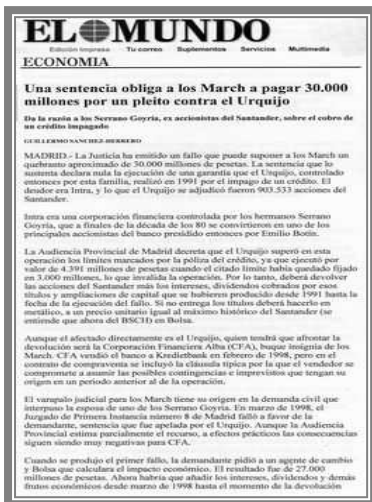 EL MUNDO
Edición impresa Tu correo Suplementos Servicios Multimedia
ECONOMIA
Una sentencia obliga a los March a pagar 30.000
millones por un pleito contra el Urquijo
Da la razón a los Serrano Goyria, ex accionistas del Santander, sobre el cobro de
un crédito impagado
GUILLERMO SANCHEZ-HERRERO
MADRID.- La Justicia ha emitido un fallo que puede suponer a los March un
quebranto aproximado de 30.000 millones de pesetas. La sentencia que lo
sustenta declara nula la ejecución de una garantía que el Urquijo, controlado
entonces por esta familia, realizó en 1991 por el impago de un crédito. El
deudor era Intra, y lo que el Urquijo se adjudicó fueron 903.533 acciones del
Santander.
Intra era una corporación financiera controlada por los hermanos Serrano
Goyria, que a finales de la década de los 80 se convirtieron en uno de los
principales accionistas del banco presidido entonces por Emilio Botín.
La Audiencia Provincial de Madrid decreta que el Urquijo superó en esta
operación los límites marcados por la póliza del crédito, ya que ejecutó por
valor de 4.391 millones de pesetas cuando el citado límite había quedado fijado
en 3.000 millones, lo que invalida la operación. Por lo tanto, deberá devolver
las acciones del Santander más los intereses, dividendos cobrados por esos
títulos y ampliaciones de capital que se hubieren producido desde 1991 hasta la
fecha de la ejecución del fallo. Si no entrega los títulos deberá hacerlo en
metálico, a un precio unitario igual al máximo histórico del Santander (se
entiende que ahora del BSCH) en Bolsa.
Aunque el afectado directamente es el Urquijo, quien tendrá que afrontar la
devolución será la Corporación Financiera Alba (CFA), buque insignia de los
March. CFA vendió el banco a Kredietbank en febrero de 1998, pero en el
contrato de compraventa se incluyó la cláusula típica por la que el vendedor se
compromete a asumir las posibles contingencias e imprevistos que tengan su
origen en un periodo anterior al de la operación.
El varapalo judicial para los March tiene su origen en la demanda civil que
interpuso la esposa de uno de los Serrano Goyria. En marzo de 1998, el
Juzgado de Primera Instancia número 8 de Madrid falló a favor de la
demandante, sentencia que fue apelada por el Urquijo. Aunque la Audiencia
Provincial estima parcialmente el recurso, a efectos prácticos las consecuencias
siguen siendo muy negativas para CFA.
Cuando se produjo el primer fallo, la demandante pidió a un agente de cambio
y Bolsa que calculara el impacto económico. El resultado fue de 27.000
millones de pesetas. Ahora habría que añadir los intereses, dividendos y demás
frutos económicos desde marzo de 1998 hasta el momento de la devolución